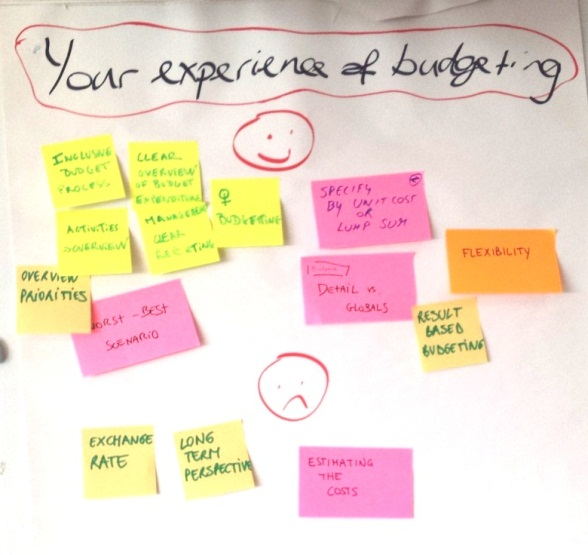 Your experience of budgeting
INCLUSIVE
BUDGET
PROCESS
CLEAR
OVERVIEW
OF BUDGET
EXPENDITURE
MANAGEMENT
CLEAR
♀
BUDGETING
ACTIVITIES
OVERVIEW
SPECIFY
BY UNIT COST
OR
LUMP SUM
FLEXIBILITY
OVERVIEW
PRIORITIES
WORST - BEST
SCENARIO
DETAIL vs.
GLOBALS
RESULT
BASED
BUDGETING
EXCHANGE
RATE
LONG
TERM
PERSPECTIVE
ESTIMATING
THE
COSTS